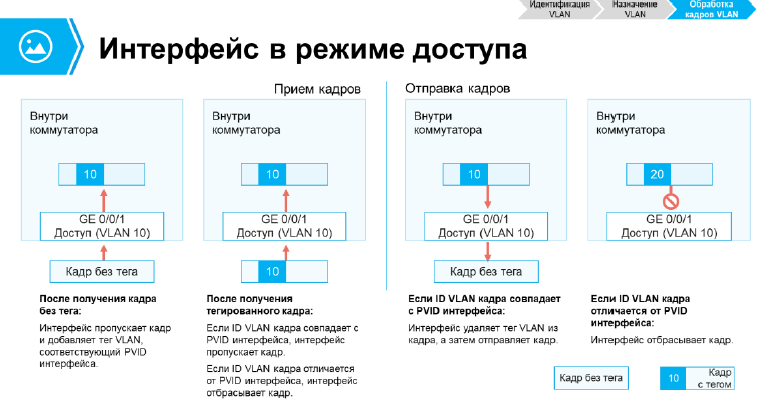 Идентификация
VLAN
Назначение
VLAN
Обработка
кадров VLAN
Интерфейс в режиме доступа
Прием кадров
Отправка кадров
Внутри
коммутатора
10
GE 0/0/1
Доступ (VLAN 10)
Кадр без тега
После получения кадра
без тега:
Интерфейс пропускает кадр
и добавляет тег VLAN,
соответствующий PVID
интерфейса.
Внутри
коммутатора
10
GE 0/0/1
Доступ (VLAN 10)
10
После получения
тегированного кадра:
Если ID VLAN кадра совпадает с
PVID интерфейса, интерфейс
пропускает кадр.
Если ID VLAN кадра отличается
от PVID интерфейса, интерфейс
отбрасывает кадр.
Внутри
коммутатора
10
GE 0/0/1
Доступ (VLAN 10)
Кадр без тега
Если ID VLAN кадра совпадает
с PVID интерфейса:
Интерфейс удаляет тег VLAN из
кадра, а затем отправляет кадр.
Внутри
коммутатора
20
GE 0/0/1
Доступ (VLAN 10)
Если ID VLAN кадра
отличается от PVID
интерфейса:
Интерфейс отбрасывает кадр.
Кадр без тега
10
Кадр
с тегом